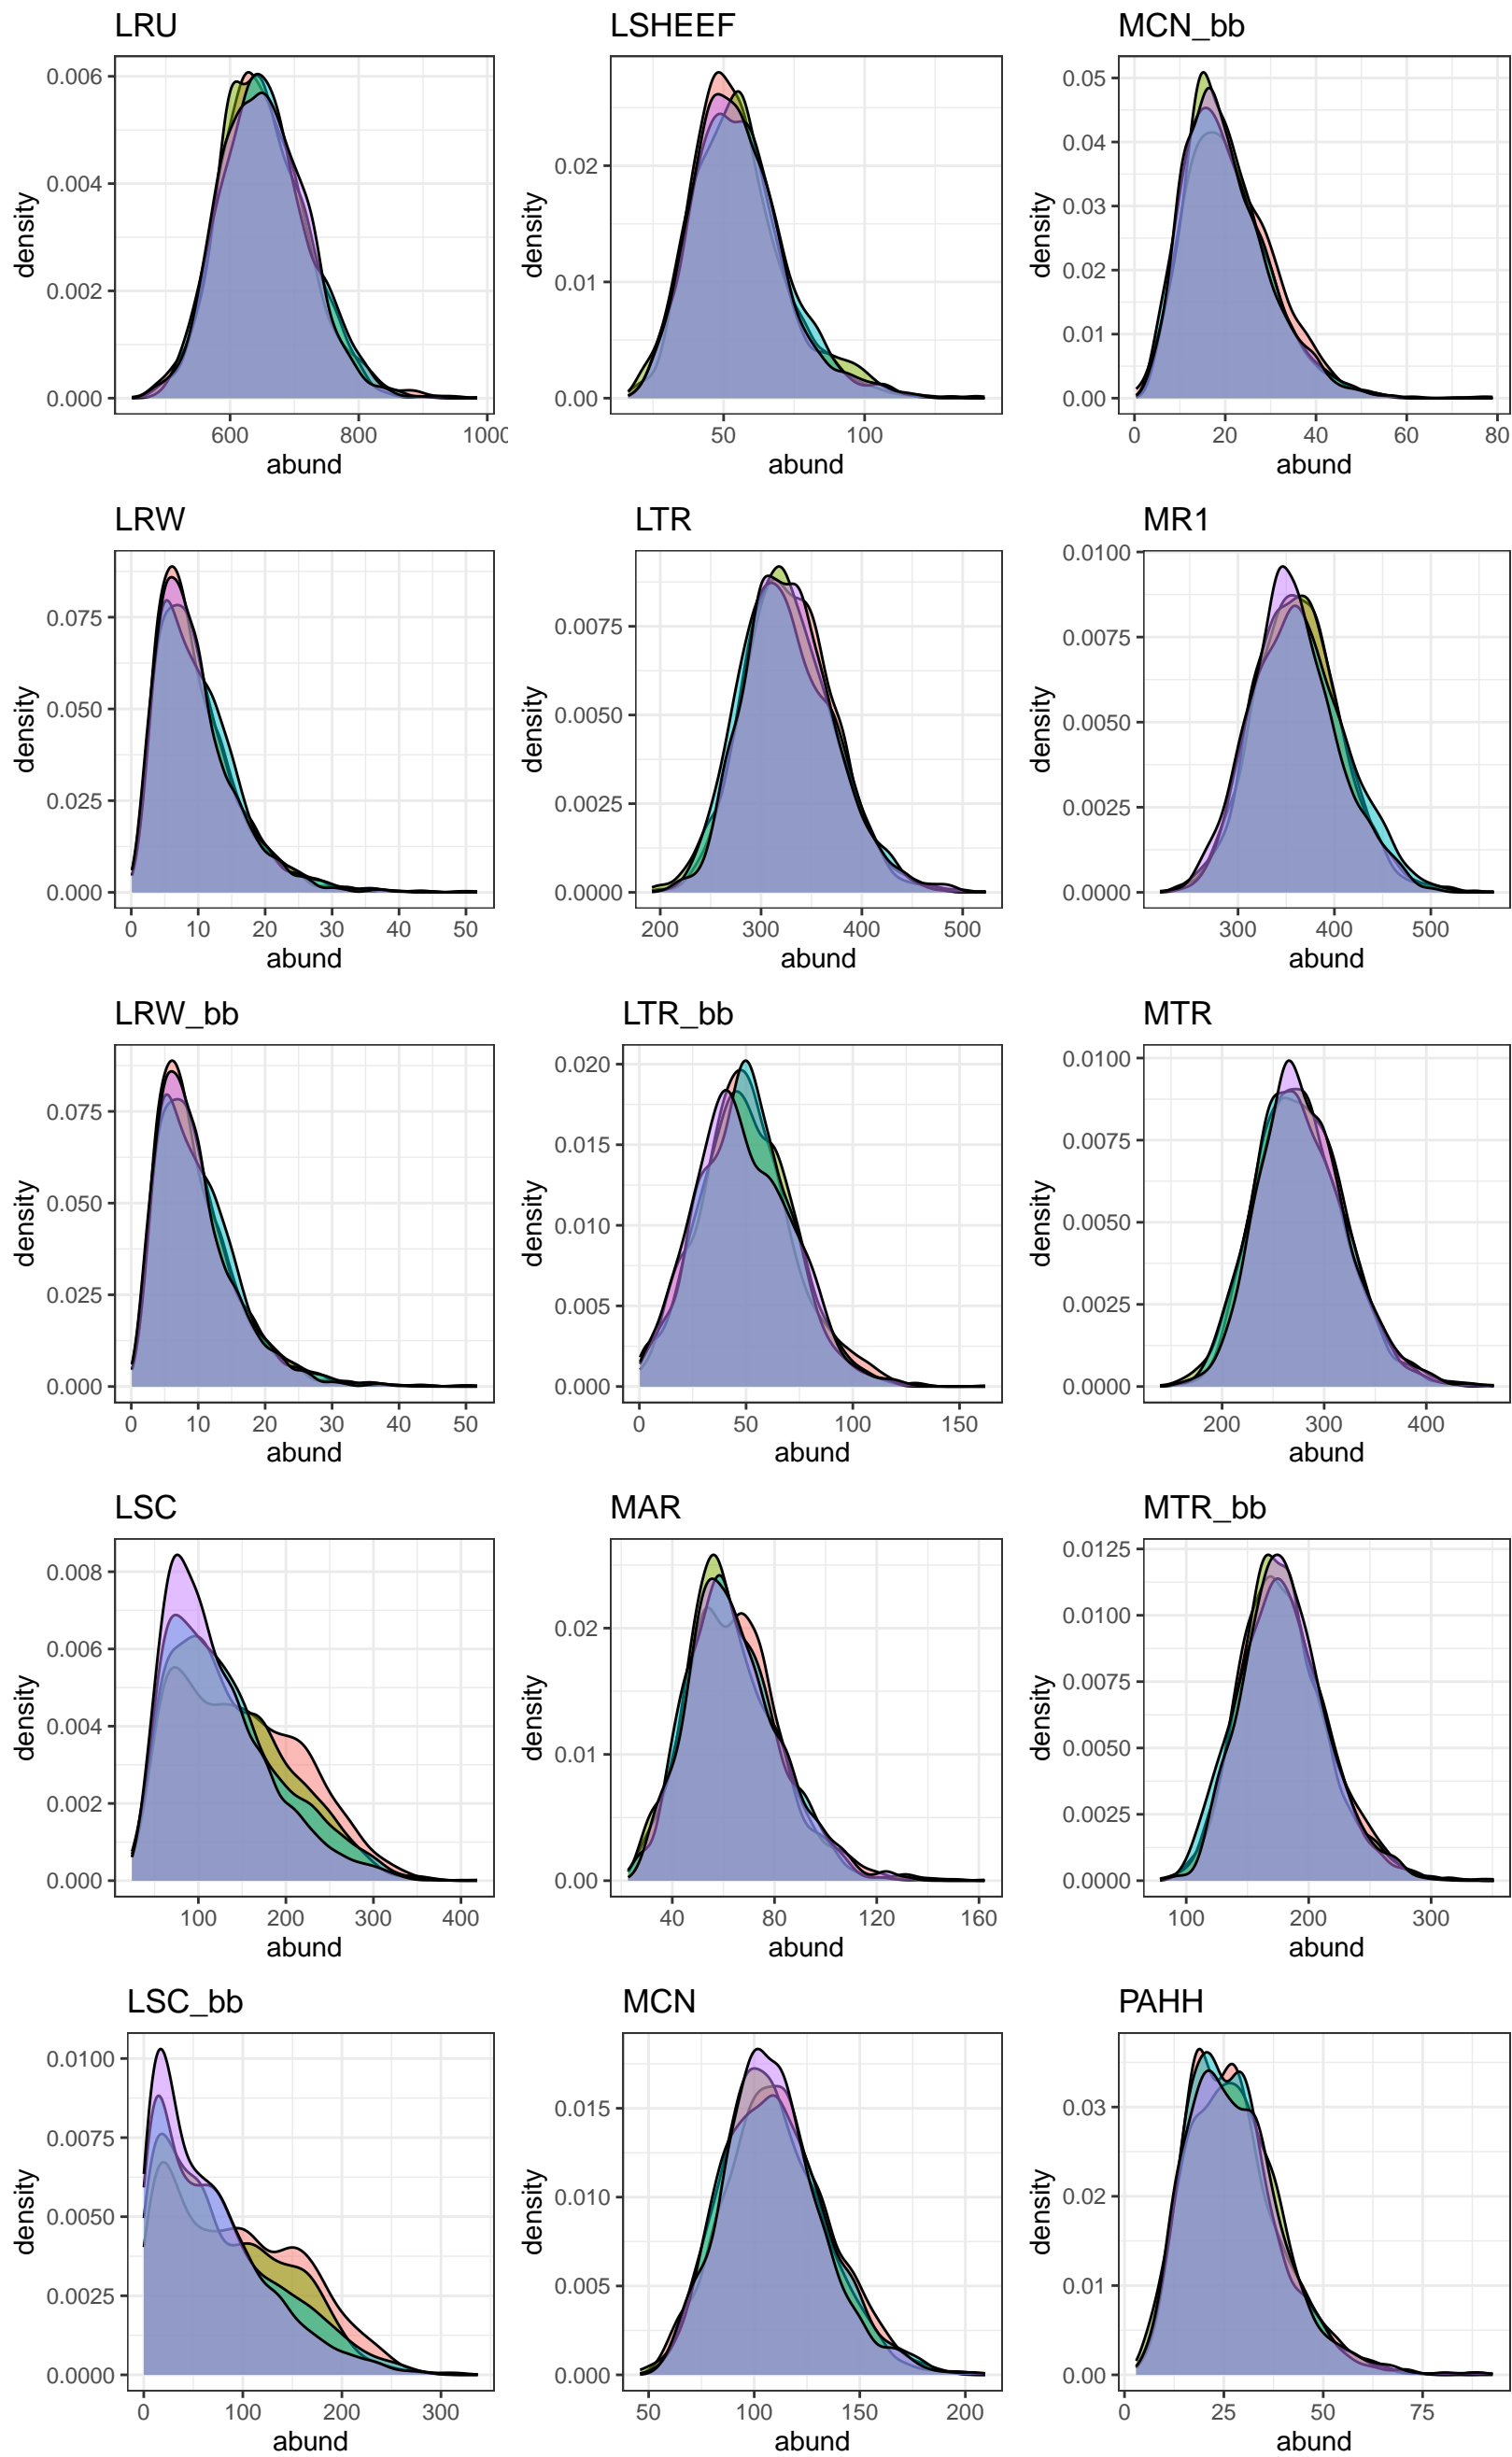 LRU
0.006
0.004
0.002
0.000
density
600 800 1000
abund
LSHEEF
0.02
0.01
0.00
density
50 100
abund
MCN_bb
0.05
0.04
0.03
0.02
0.01
0.00
density
0 20 40 60 80
abund
LRW
0.075
0.050
0.025
0.000
density
0 10 20 30 40 50
abund
LTR
0.0075
0.0050
0.0025
0.0000
density
200 300 400 500
abund
MR1
0.0100
0.0075
0.0050
0.0025
0.0000
density
300 400 500
abund
LRW_bb
0.075
0.050
0.025
0.000
density
0 10 20 30 40 50
abund
LTR_bb
0.020
0.015
0.010
0.005
0.000
density
0 50 100 150
abund
MTR
0.0100
0.0075
0.0050
0.0025
0.0000
density
200 300 400
abund
LSC
0.008
0.006
0.004
0.002
0.000
density
100 200 300 400
abund
MAR
0.02
0.01
0.00
density
40 80 120 160
abund
MTR_bb
0.0125
0.0100
0.0075
0.0050
0.0025
0.0000
density
100 200 300
abund
LSC_bb
0.0100
0.0075
0.0050
0.0025
0.0000
density
0 100 200 300
abund
MCN
0.015
0.010
0.005
0.000
density
50 100 150 200
abund
PAHH
0.03
0.02
0.01
0.00
density
0 25 50 75
abund